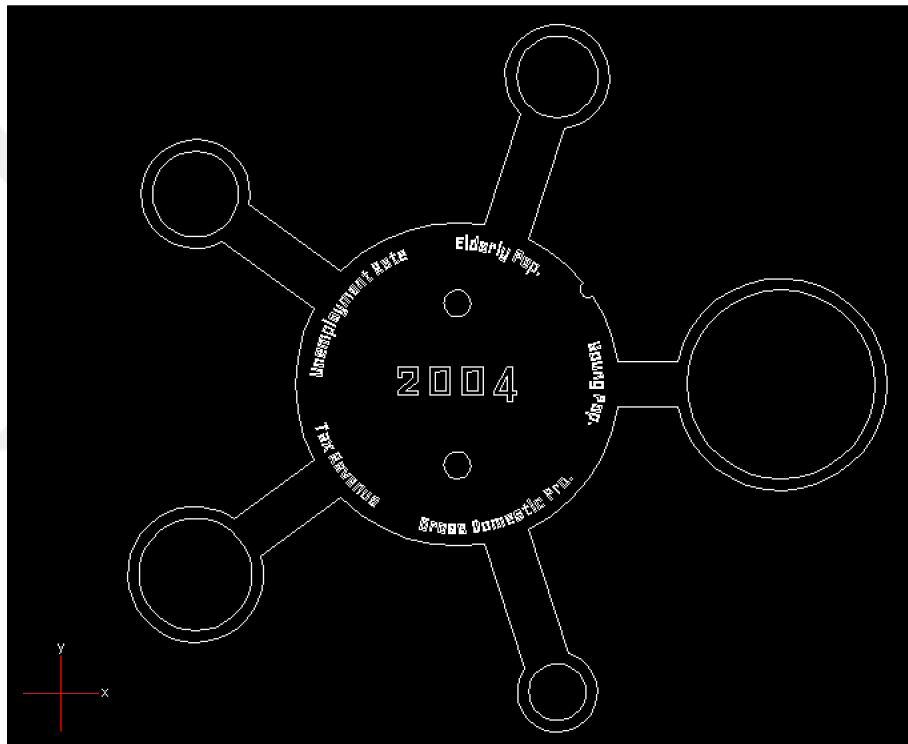 Elderly Pop.
Unemployment Rate
Young Pop.
2004
Tax Revenue
Gross Domestic Pro.
y
x